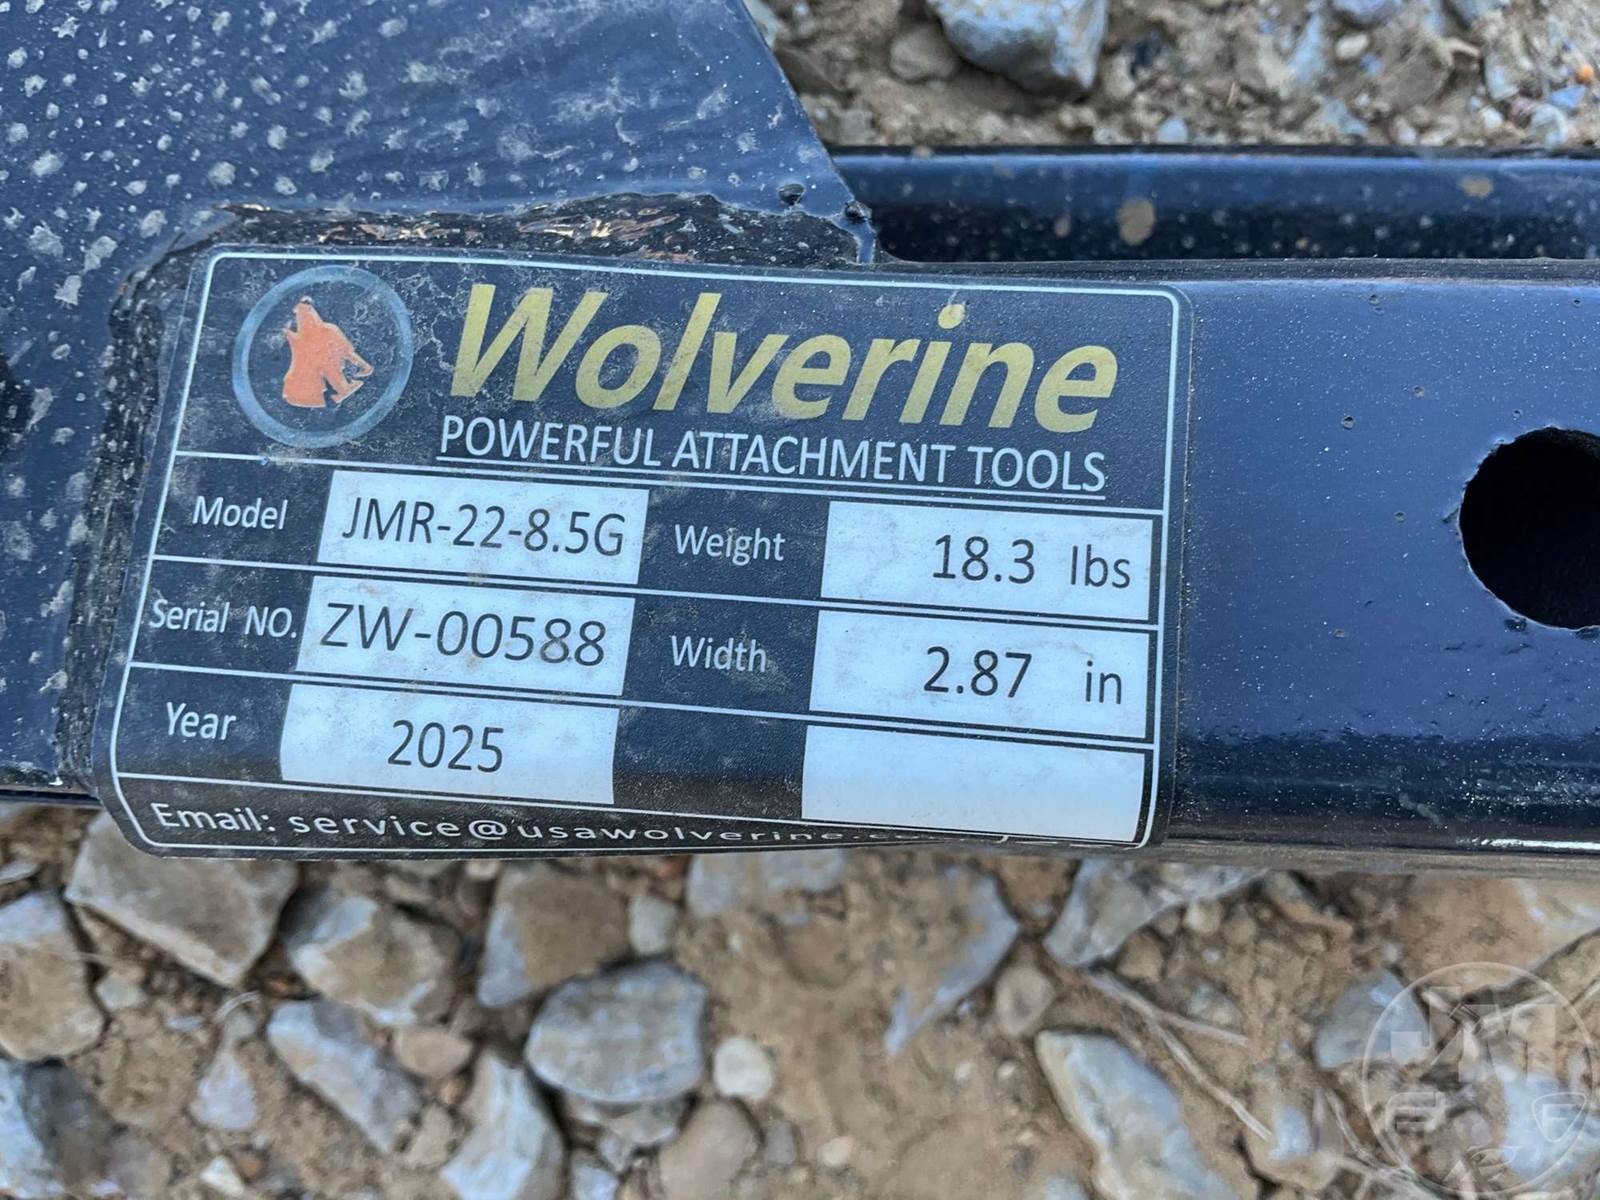 Wolverine
POWERFUL ATTACHMENT TOOLS
Model JMR-22-8.5G Weight 18.3 lbs
Serial NO. ZW-00588 Width 2.87 in
Year 2025
Email: service@usawolverine.
JM